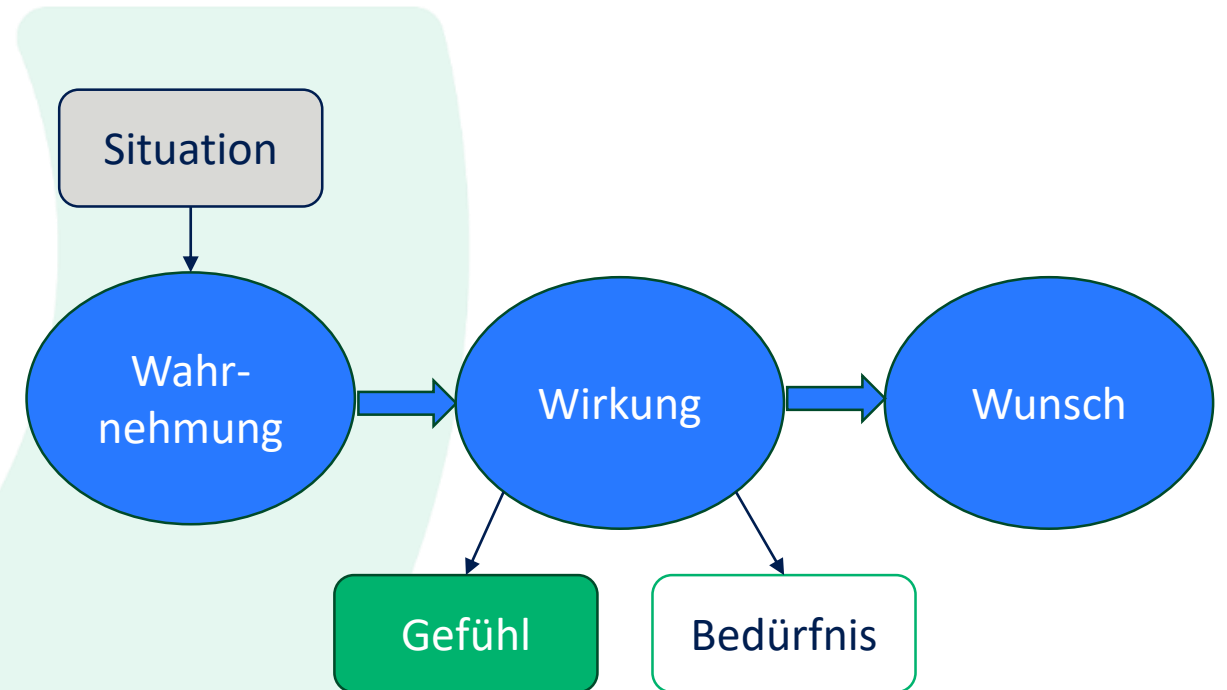 Situation
Wahr-
nehmung
Wirkung
Wunsch
Gefühl
Bedürfnis